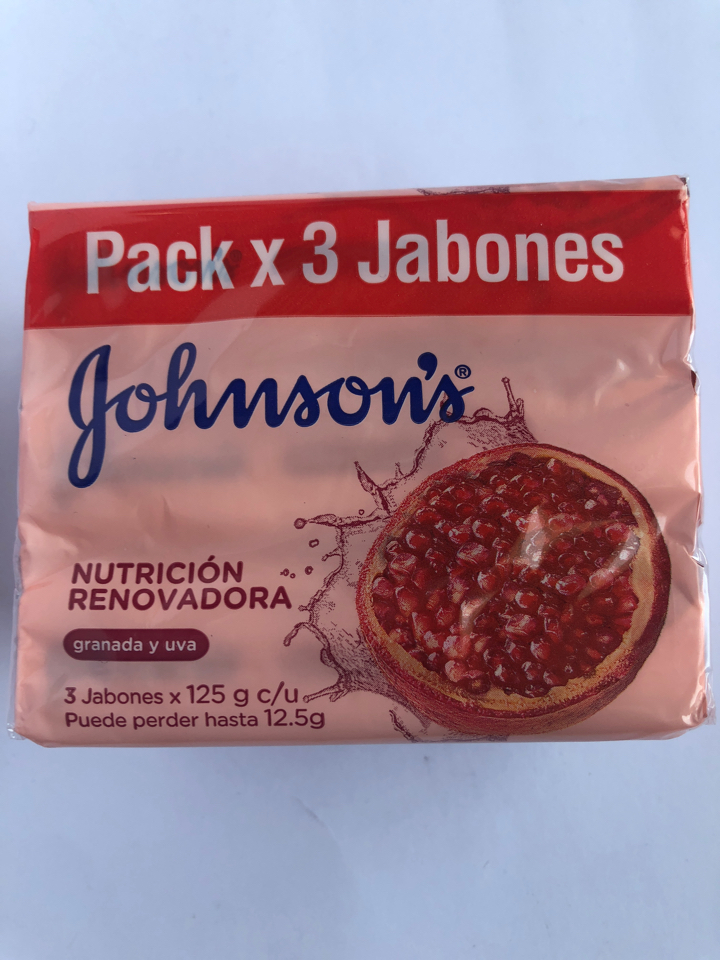 Pack x 3 Jabones
Johnson's®
NUTRICIÓN
RENOVADORA
granada y uva
3 Jabones x 125 g c/u
Puede perder hasta 12.5g